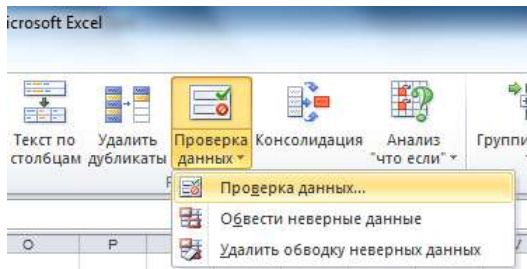 icrosoft Excel
Текст по столбцам
Удалить дубликаты
Проверка данных
Консолидация
Анализ "что если"
Группи
Проверка данных...
Обвести неверные данные
Удалить обводку неверных данных
O P